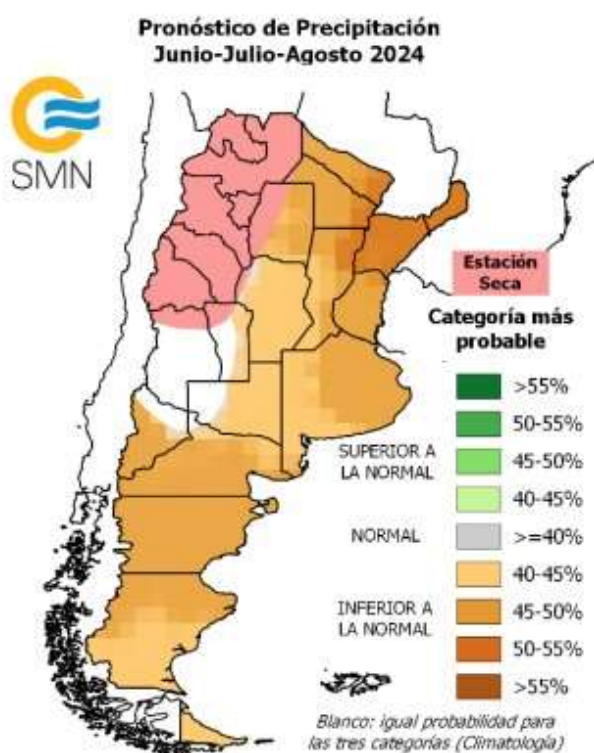 Pronóstico de Precipitación
Junio-Julio-Agosto 2024
SMN
Estación
Seca
Categoría más
probable
>55%
50-55%
SUPERIOR A
LA NORMAL
45-50%
40-45%
NORMAL
>=40%
40-45%
INFERIOR A
LA NORMAL
45-50%
50-55%
>55%
Blanco: igual probabilidad para
las tres categorías (Climatología)